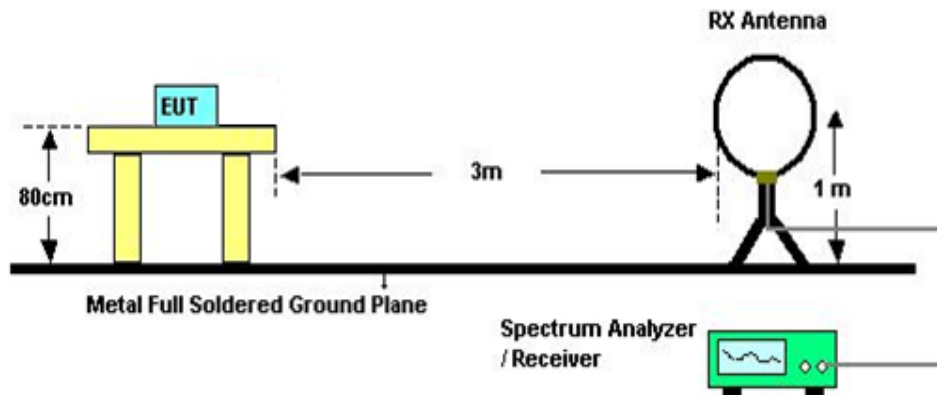 RX Antenna
EUT
80cm
3m
1 m
Metal Full Soldered Ground Plane
Spectrum Analyzer
/ Receiver